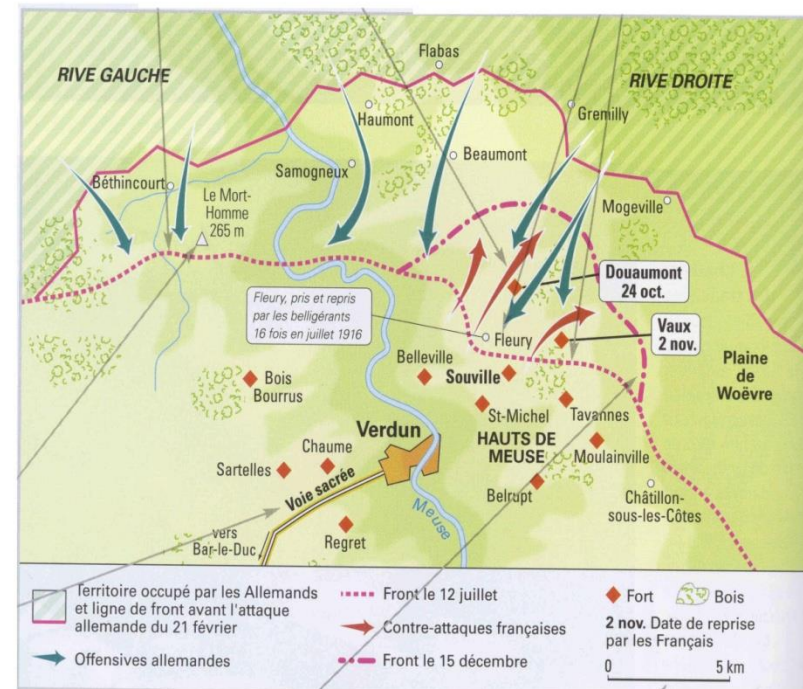 Flabas
RIVE GAUCHE
RIVE DROITE
Haumont
Gremilly
Samogneux
Beaumont
Béthincourt
Le Mort-
Homme
265 m
Mogeville
Douaumont
24 oct.
Fleury, pris et repris
par les belligérants
16 fois en juillet 1916
Fleury
Vaux
2 nov.
Belleville
Souville
Plaine
de
Woëvre
Bois
Bourrus
St-Michel
Tavannes
Verdun
HAUTS DE
MEUSE
Moulainville
Chaume
Sartelles
Voie sacrée
Belrupt
Châtillon-
sous-les-Côtes
Meuse
Regret
vers
Bar-le-Duc
Territoire occupé par les Allemands
et ligne de front avant l'attaque
allemande du 21 février
Offensives allemandes
Front le 12 juillet
Contre-attaques françaises
Front le 15 décembre
Fort
Bois
2 nov. Date de reprise
par les Français
0 5 km